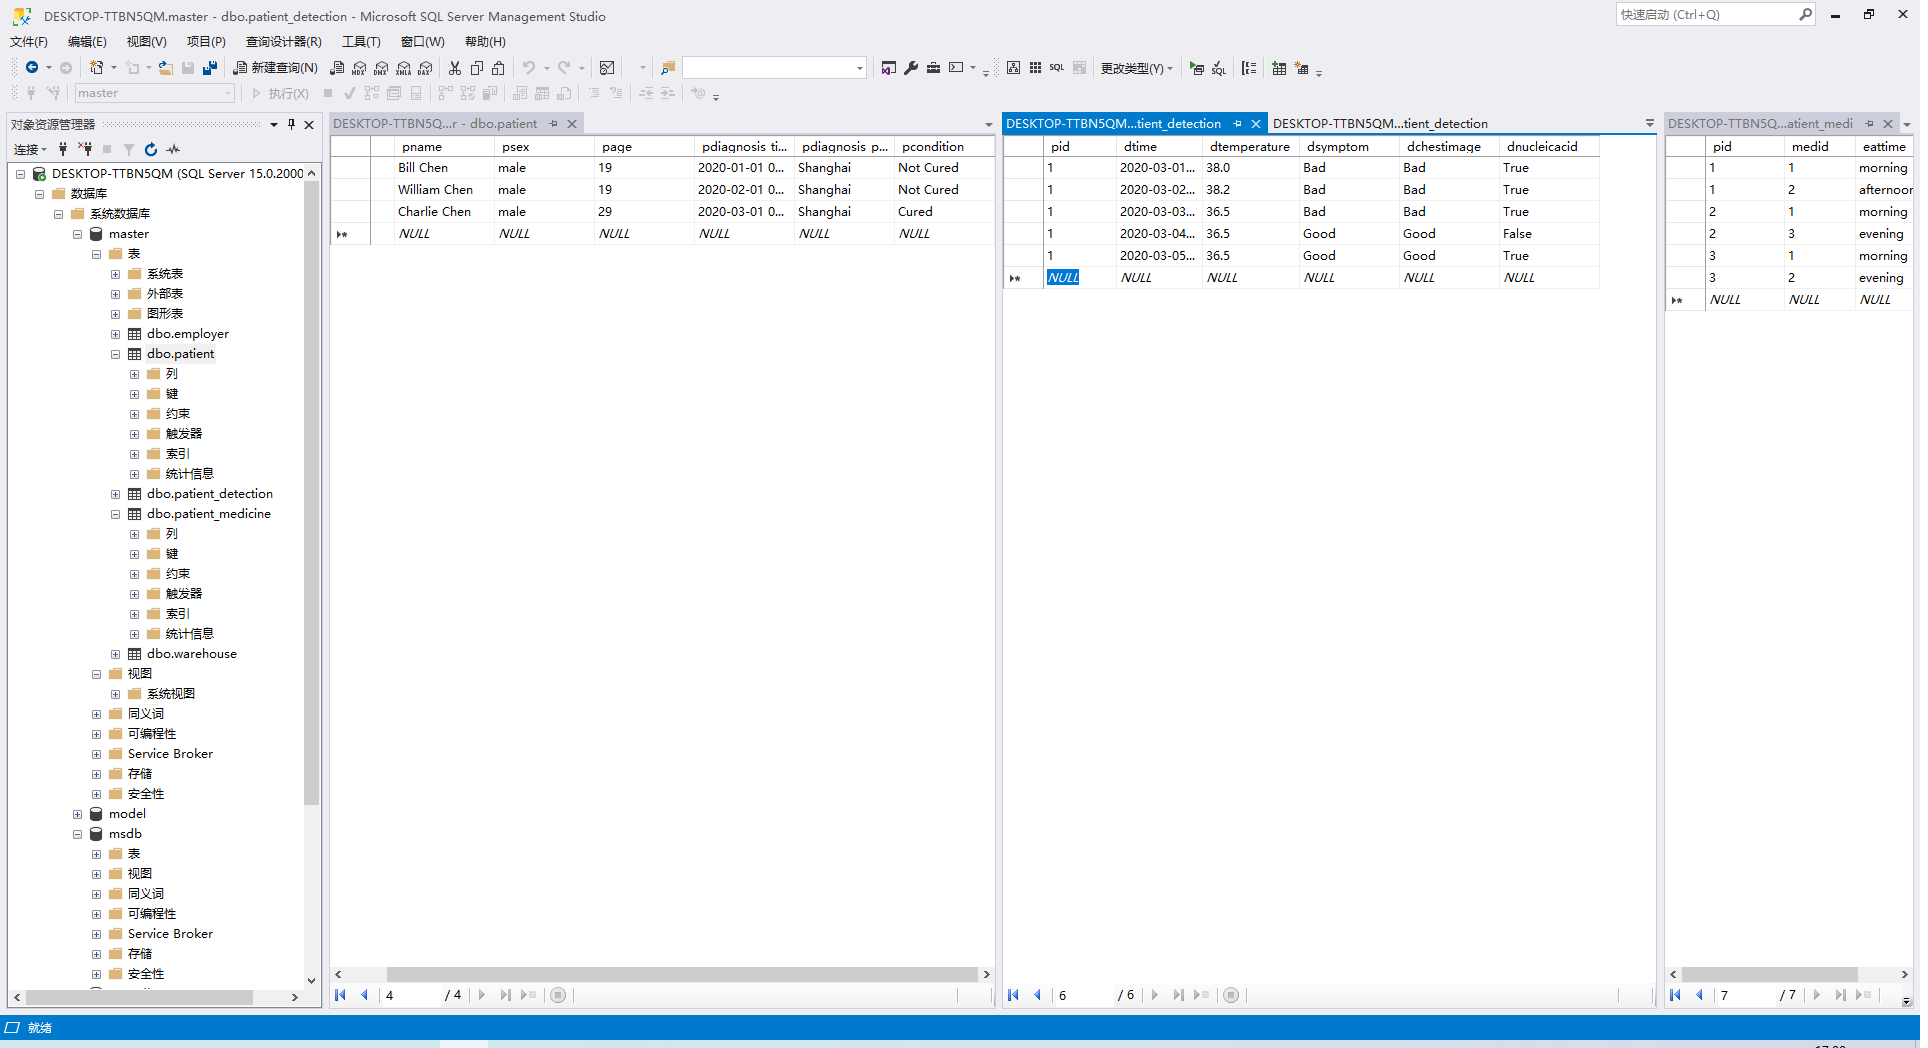 DESKTOP-TTBN5QM.master - dbo.patient_detection - Microsoft SQL Server Management Studio
快速启动 (Ctrl+Q)
文件(F) 编辑(E) 视图(V) 项目(P) 查询设计器(R) 工具(T) 窗口(W) 帮助(H)
新建查询(N) MDX DMX XMLA DAX SQL 更改类型(Y) SQL
master 执行(X)
对象资源管理器
连接
DESKTOP-TTBN5QM (SQL Server 15.0.2000
数据库
系统数据库
master
表
系统表
外部表
图形表
dbo.employer
dbo.patient
列
键
约束
触发器
索引
统计信息
dbo.patient_detection
dbo.patient_medicine
列
键
约束
触发器
索引
统计信息
dbo.warehouse
视图
系统视图
同义词
可编程性
Service Broker
存储
安全性
model
msdb
表
视图
同义词
可编程性
Service Broker
存储
安全性
DESKTOP-TTBN5Q...r - dbo.patient
pname psex page pdiagnosis ti... pdiagnosis p... pcondition
Bill Chen male 19 2020-01-01 0... Shanghai Not Cured
William Chen male 19 2020-02-01 0... Shanghai Not Cured
Charlie Chen male 29 2020-03-01 0... Shanghai Cured
NULL NULL NULL NULL NULL NULL
4 / 4
DESKTOP-TTBN5QM...tient_detection DESKTOP-TTBN5QM...tient_detection
pid dtime dtemperature dsymptom dchestimage dnucleicacid
1 2020-03-01... 38.0 Bad Bad True
1 2020-03-02... 38.2 Bad Bad True
1 2020-03-03... 36.5 Bad Bad True
1 2020-03-04... 36.5 Good Good False
1 2020-03-05... 36.5 Good Good True
NULL NULL NULL NULL NULL NULL
6 / 6
DESKTOP-TTBN5Q...atient_medi
pid medid eattime
1 1 morning
1 2 afternoor
2 1 morning
2 3 evening
3 1 morning
3 2 evening
NULL NULL NULL
7 / 7
就绪